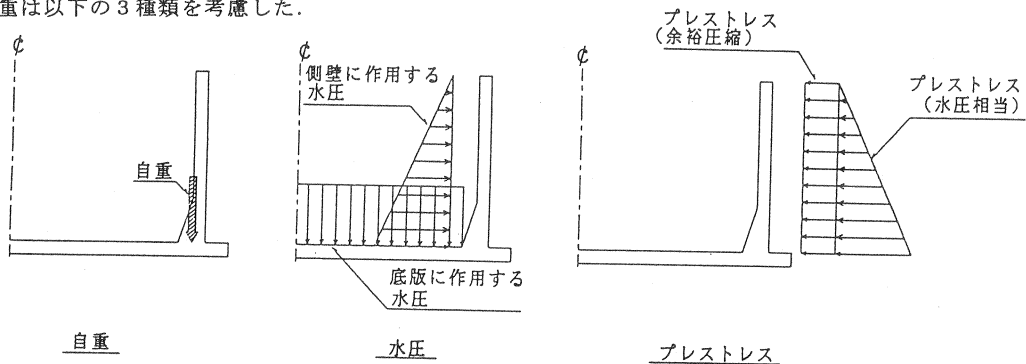 重は以下の3種類を考慮した.
℄
自重
自重
℄
側壁に作用する
水圧
底版に作用する
水圧
水圧
℄
プレストレス
（余裕圧縮）
プレストレス
（水圧相当）
プレストレス